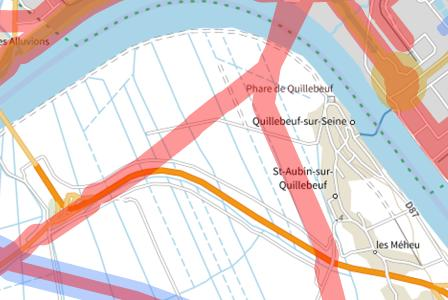 es Alluvions
Phare de Quillebeuf
Quillebeuf-sur-Seine
St-Aubin-sur-
Quillebeuf
D87
les Méheu